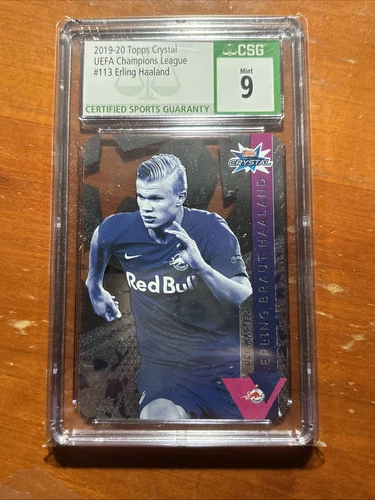 2019-20 Topps Crystal
UEFA Champions League
#113 Erling Haaland
CERTIFIED SPORTS GUARANTY
CSG
Mint
9
Topps
CRYSTAL
ERLING BRAUT HAALAND
Red Bull